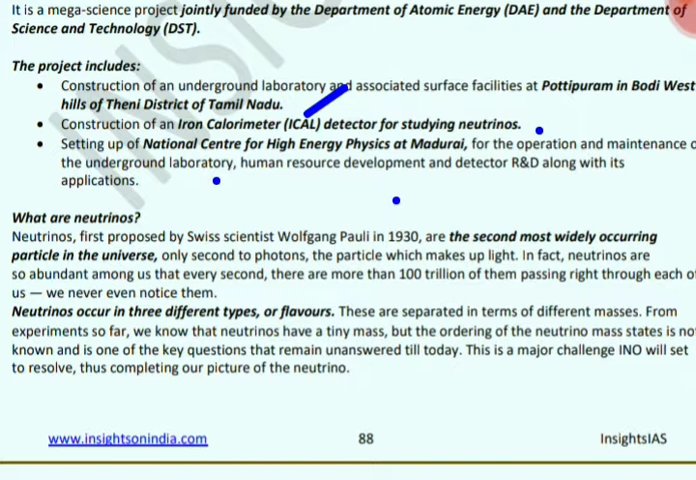 It is a mega-science project jointly funded by the Department of Atomic Energy (DAE) and the Department of
Science and Technology (DST).
The project includes:
• Construction of an underground laboratory and associated surface facilities at Pottipuram in Bodi West
hills of Theni District of Tamil Nadu.
• Construction of an Iron Calorimeter (ICAL) detector for studying neutrinos.
• Setting up of National Centre for High Energy Physics at Madurai, for the operation and maintenance
the underground laboratory, human resource development and detector R&D along with its
applications.
What are neutrinos?
Neutrinos, first proposed by Swiss scientist Wolfgang Pauli in 1930, are the second most widely occurring
particle in the universe, only second to photons, the particle which makes up light. In fact, neutrinos are
so abundant among us that every second, there are more than 100 trillion of them passing right through each
us — we never even notice them.
Neutrinos occur in three different types, or flavours. These are separated in terms of different masses. From
experiments so far, we know that neutrinos have a tiny mass, but the ordering of the neutrino mass states is
known and is one of the key questions that remain unanswered till today. This is a major challenge INO will set
to resolve, thus completing our picture of the neutrino.
www.insightsonindia.com 88 InsightsIAS